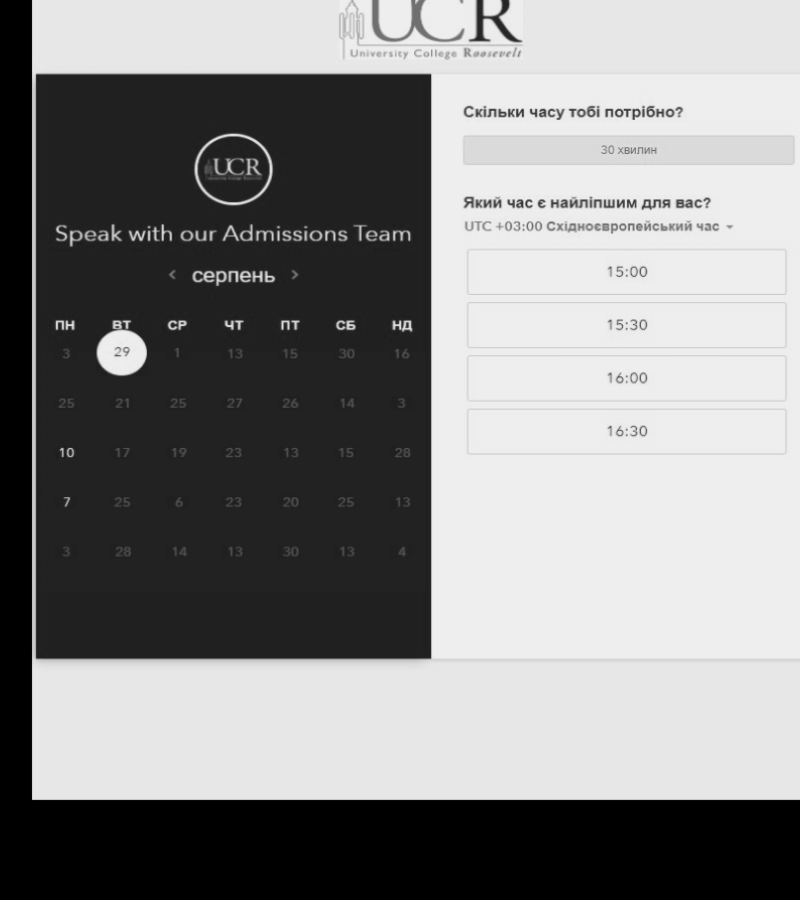 UCR
University College Roosevelt
UCR
Speak with our Admissions Team
< серпень >
ПН ВТ СР ЧТ ПТ СБ НД
3 29 1 13 15 30 16
25 21 25 27 26 14 3
10 17 19 23 13 15 28
7 25 6 23 20 25 13
3 28 14 13 30 13 4
Скільки часу тобі потрібно?
30 хвилин
Який час є найліпшим для вас?
UTC +03:00 Східноєвропейський час
15:00
15:30
16:00
16:30